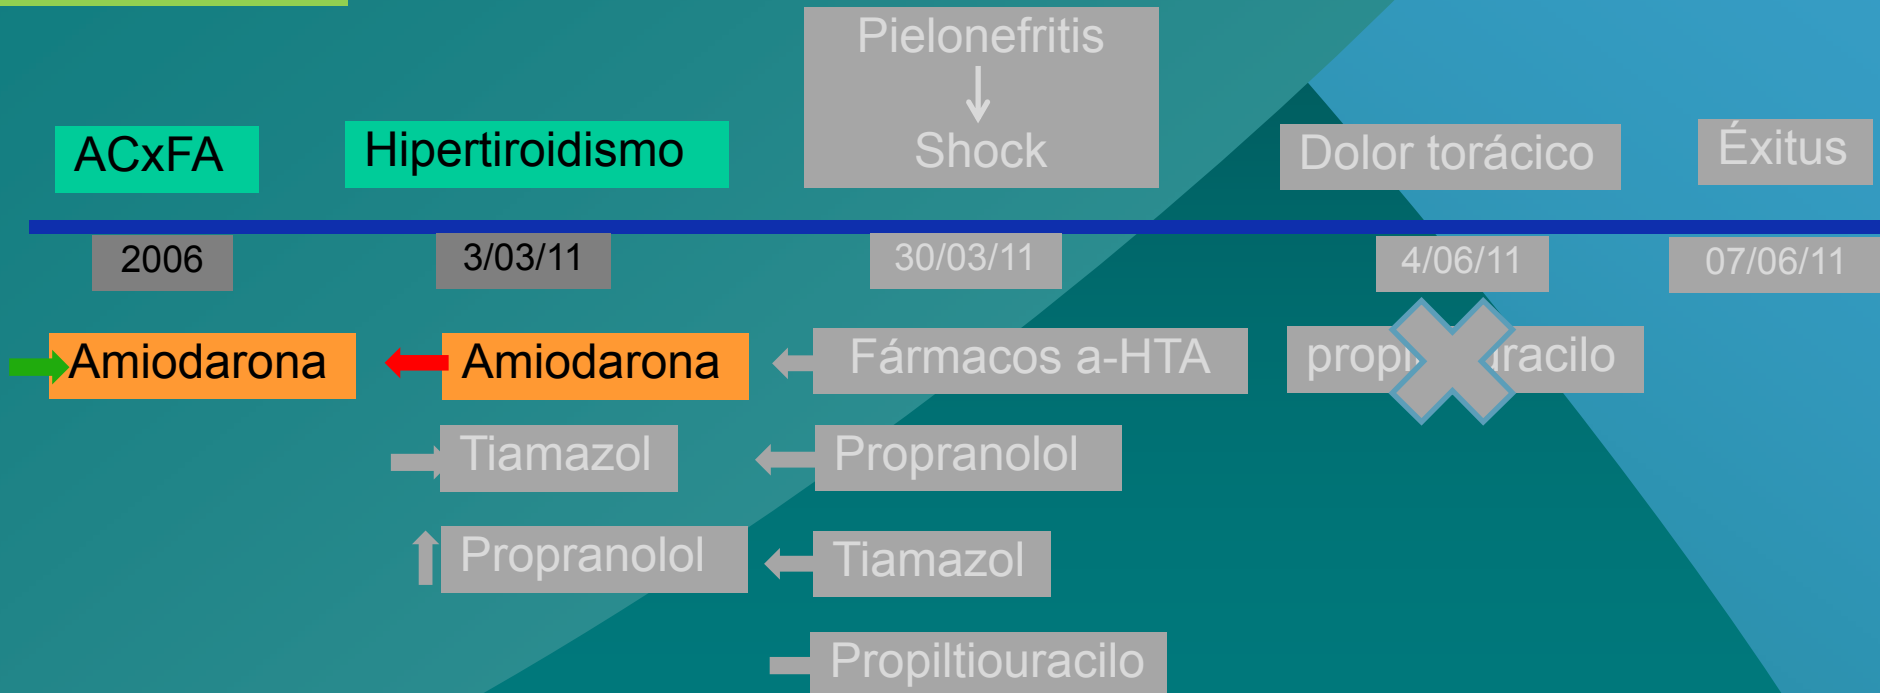 Pielonefritis
Shock
ACxFA
Hipertiroidismo
Dolor torácico
Éxitus
2006
3/03/11
30/03/11
4/06/11
07/06/11
Amiodarona
Amiodarona
Fármacos a-HTA
prop racilo
Tiamazol
Propranolol
Propranolol
Tiamazol
Propiltiouracilo